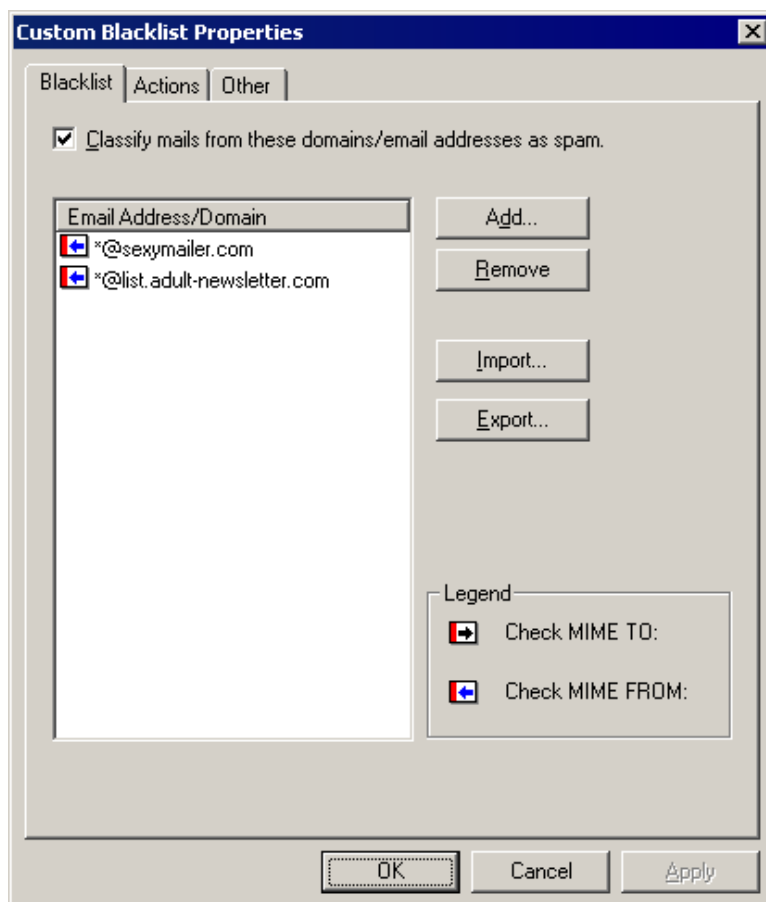 Custom Blacklist Properties
Blacklist Actions Other
Classify mails from these domains/email addresses as spam.
Email Address/Domain
*@sexymailer.com
*@list.adult-newsletter.com
Add...
Remove
Import...
Export...
Legend
Check MIME TO:
Check MIME FROM:
OK Cancel Apply